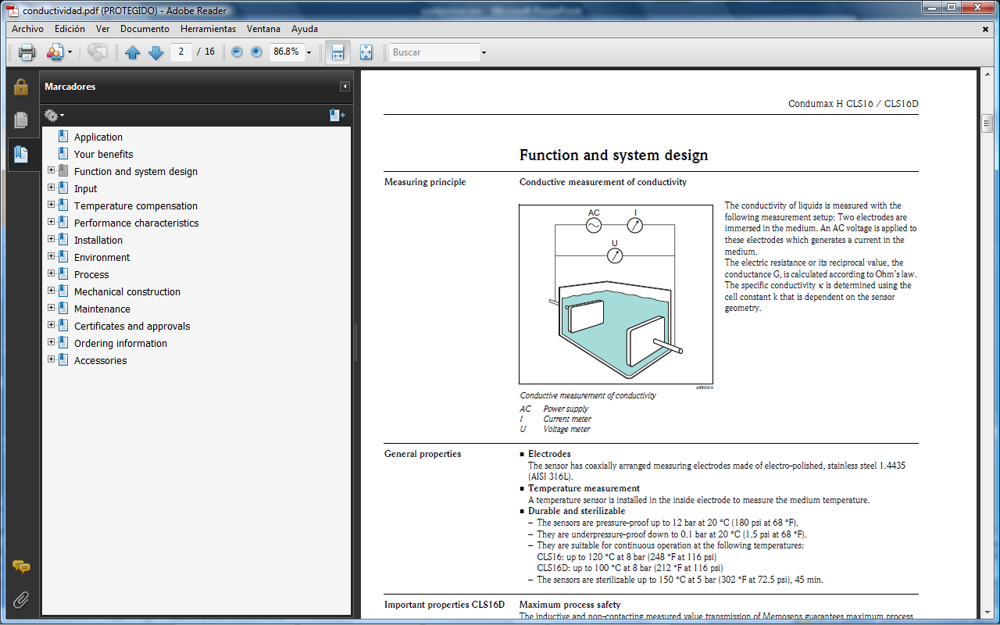 conductividad.pdf (PROTEGIDO) - Adobe Reader
Archivo Edición Ver Documento Herramientas Ventana Ayuda
2 / 16 86.8% Buscar
Marcadores
Application
Your benefits
Function and system design
Input
Temperature compensation
Performance characteristics
Installation
Environment
Process
Mechanical construction
Maintenance
Certificates and approvals
Ordering information
Accessories
Condumax H CLS16 / CLS16D
Function and system design
Measuring principle
Conductive measurement of conductivity
AC I
U
a0003416
The conductivity of liquids is measured with the
following measurement setup: Two electrodes are
immersed in the medium. An AC voltage is applied to
these electrodes which generates a current in the
medium.
The electric resistance or its reciprocal value, the
conductance G, is calculated according to Ohm's law.
The specific conductivity κ is determined using the
cell constant k that is dependent on the sensor
geometry.
Conductive measurement of conductivity
AC Power supply
I Current meter
U Voltage meter
General properties
▪ Electrodes
The sensor has coaxially arranged measuring electrodes made of electro-polished, stainless steel 1.4435
(AISI 316L).
▪ Temperature measurement
A temperature sensor is installed in the inside electrode to measure the medium temperature.
▪ Durable and sterilizable
– The sensors are pressure-proof up to 12 bar at 20 °C (180 psi at 68 °F).
– They are underpressure-proof down to 0.1 bar at 20 °C (1.5 psi at 68 °F).
– They are suitable for continuous operation at the following temperatures:
CLS16: up to 120 °C at 8 bar (248 °F at 116 psi)
CLS16D: up to 100 °C at 8 bar (212 °F at 116 psi)
– The sensors are sterilizable up to 150 °C at 5 bar (302 °F at 72.5 psi), 45 min.
Important properties CLS16D
Maximum process safety
The inductive and non-contacting measured value transmission of Memosens guarantees maximum process